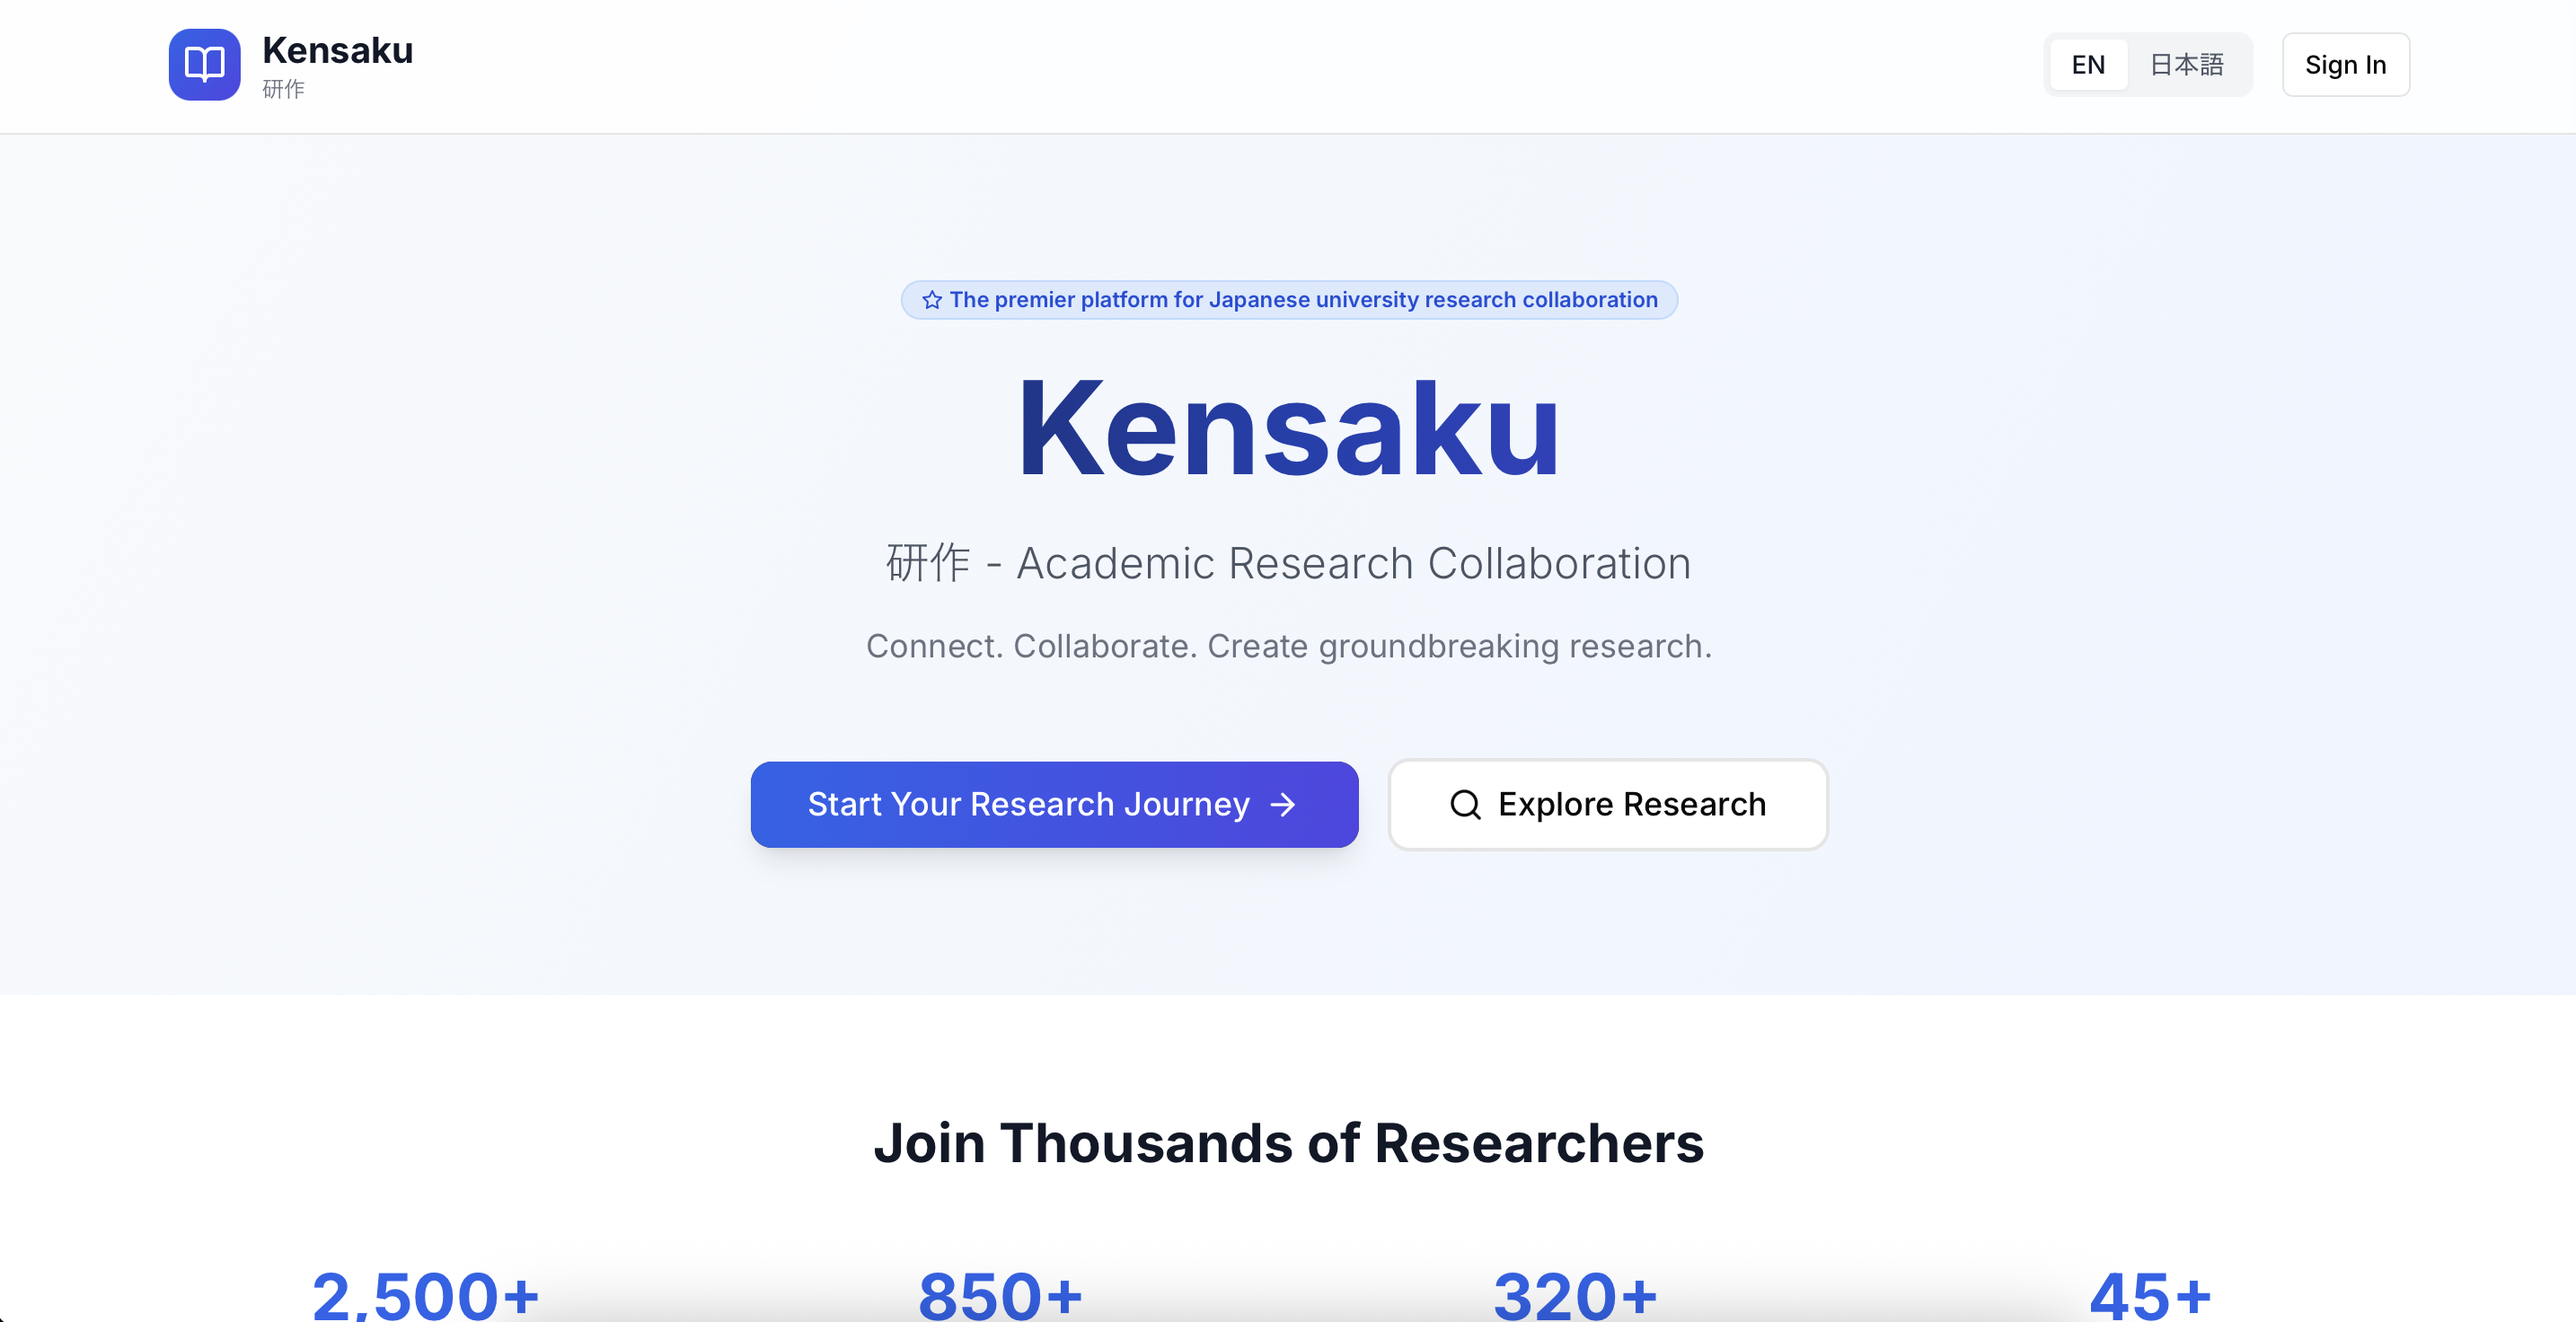 Kensaku
研作
EN 日本語 Sign In
The premier platform for Japanese university research collaboration
Kensaku
研作 - Academic Research Collaboration
Connect. Collaborate. Create groundbreaking research.
Start Your Research Journey → Explore Research
Join Thousands of Researchers
2,500+ 850+ 320+ 45+